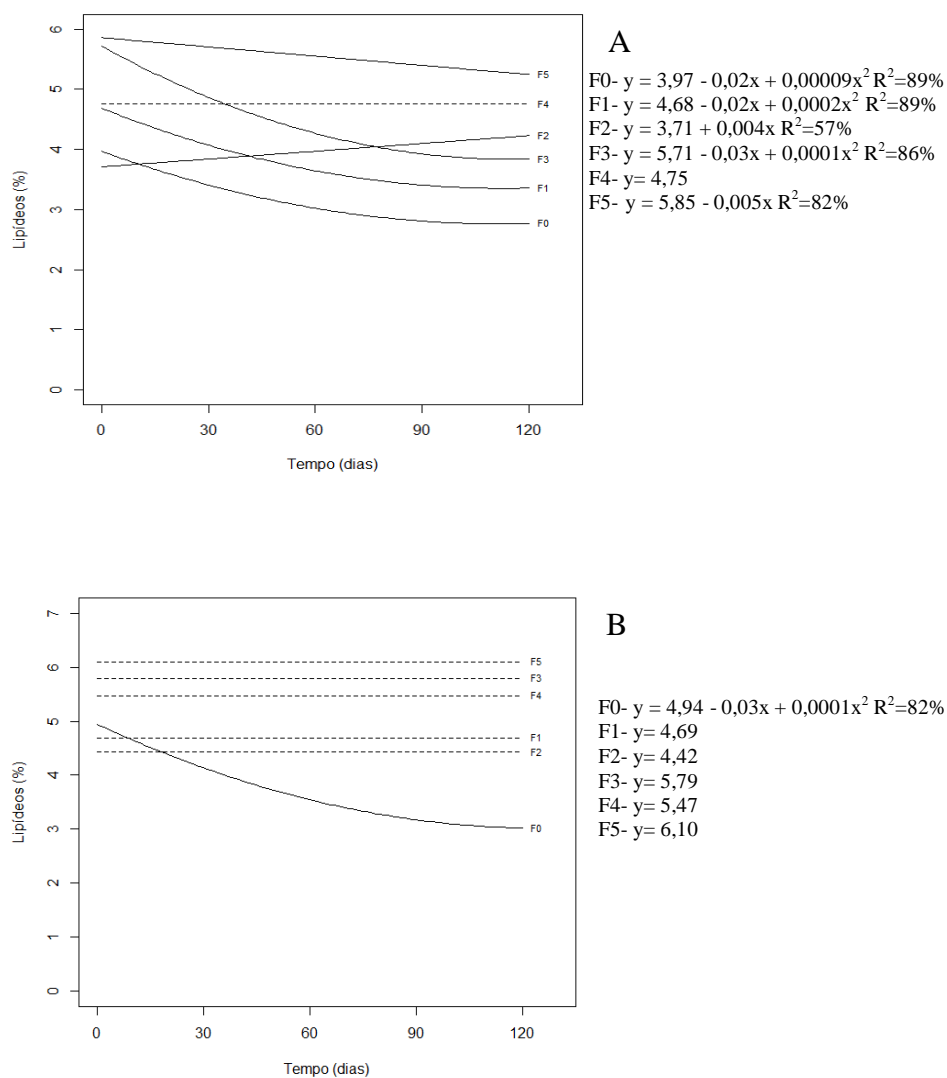 A
F0- y = 3,97 - 0,02x + 0,00009x² R²=89%
F1- y = 4,68 - 0,02x + 0,0002x² R²=89%
F2- y = 3,71 + 0,004x R²=57%
F3- y = 5,71 - 0,03x + 0,0001x² R²=86%
F4- y= 4,75
F5- y = 5,85 - 0,005x R²=82%
Lipídeos (%)
6
5
4
3
2
1
0
F5
F4
F2
F3
F1
F0
0 30 60 90 120
Tempo (dias)
B
F0- y = 4,94 - 0,03x + 0,0001x² R²=82%
F1- y= 4,69
F2- y= 4,42
F3- y= 5,79
F4- y= 5,47
F5- y= 6,10
Lipídeos (%)
7
6
5
4
3
2
1
0
F5
F3
F4
F1
F2
F0
0 30 60 90 120
Tempo (dias)